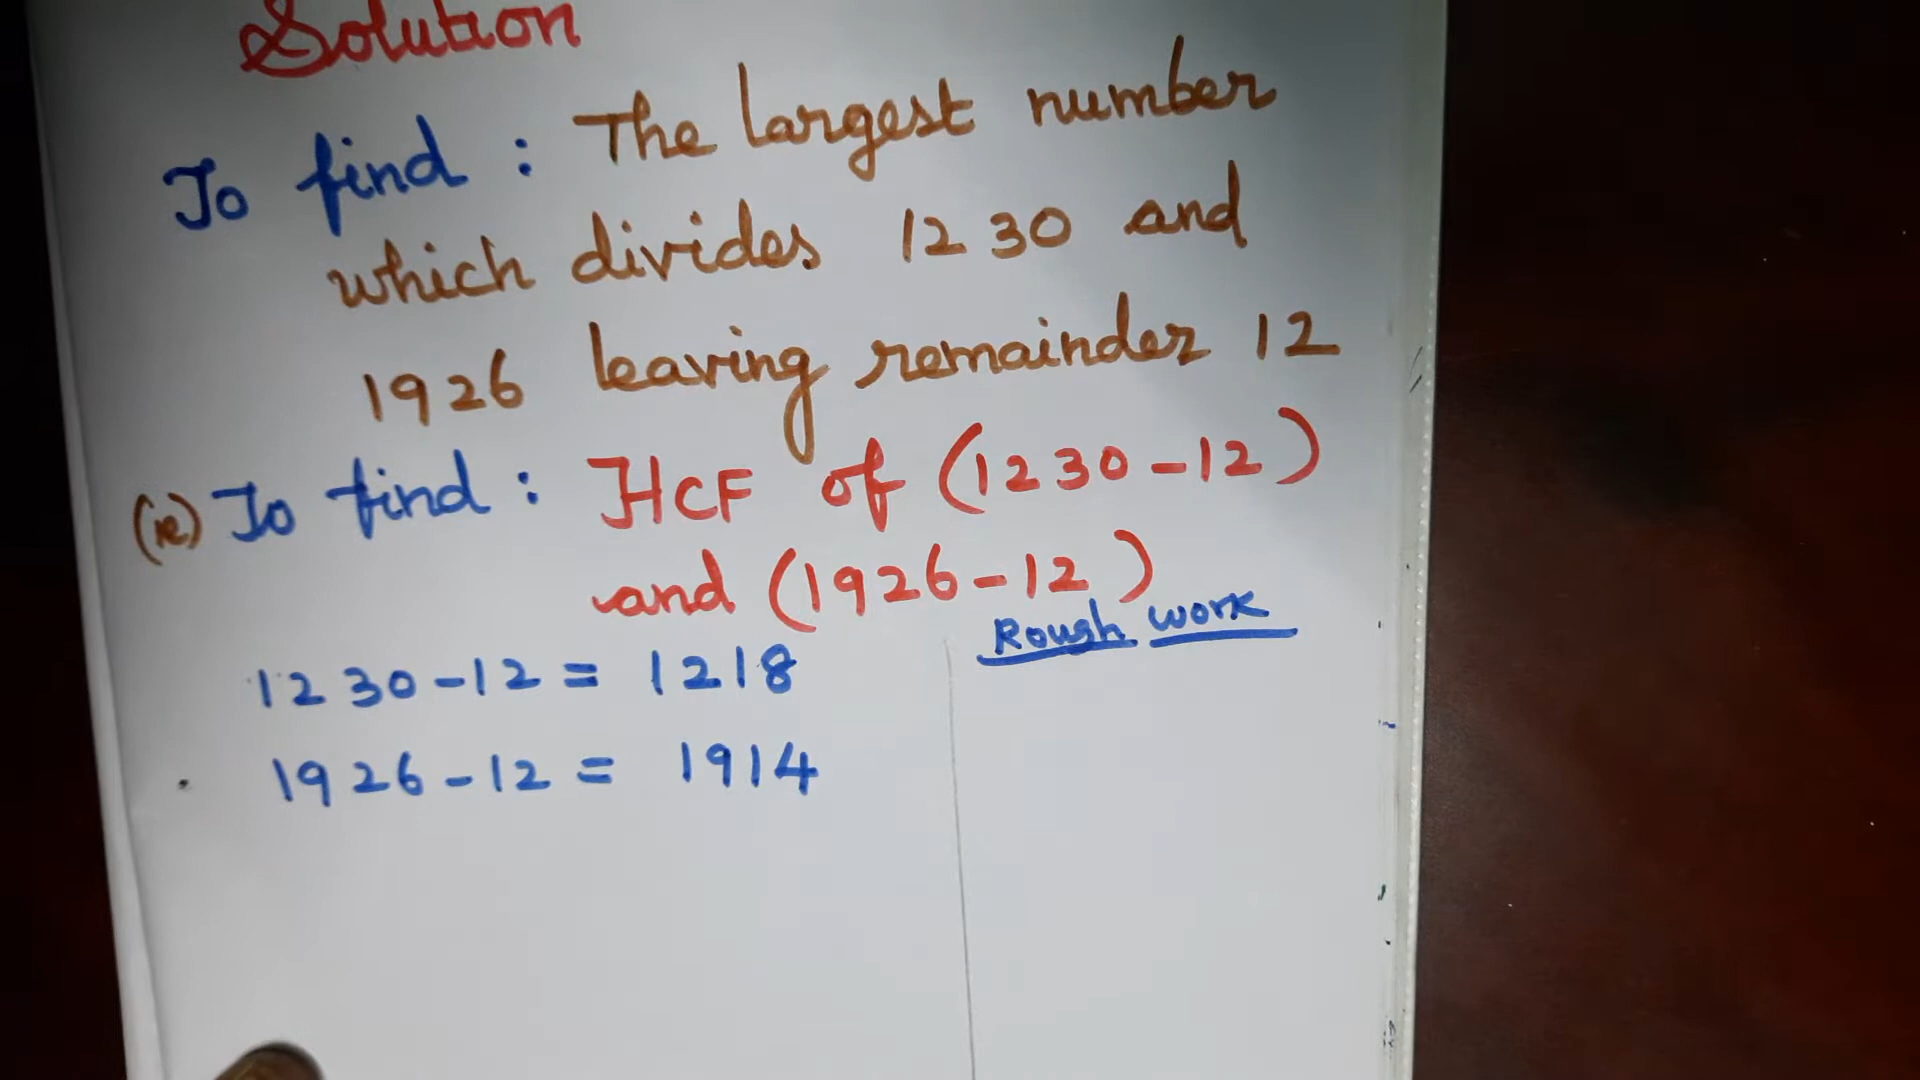 Solution
To find : The largest number
which divides 1230 and
1926 leaving remainder 12
(ie) To find : HCF of (1230-12)
and (1926-12)
Rough work
1230-12 = 1218
1926-12 = 1914